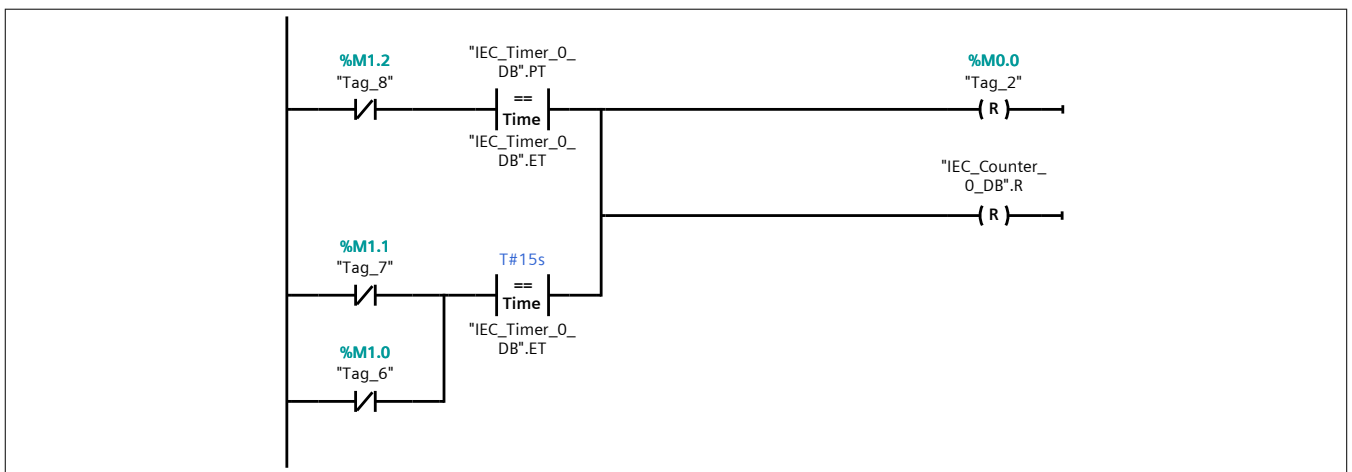 %M1.2
"Tag_8"
"IEC_Timer_0_
DB".PT
==
Time
"IEC_Timer_0_
DB".ET
%M0.0
"Tag_2"
R
"IEC_Counter_
0_DB".R
R
%M1.1
"Tag_7"
T#15s
==
Time
"IEC_Timer_0_
DB".ET
%M1.0
"Tag_6"